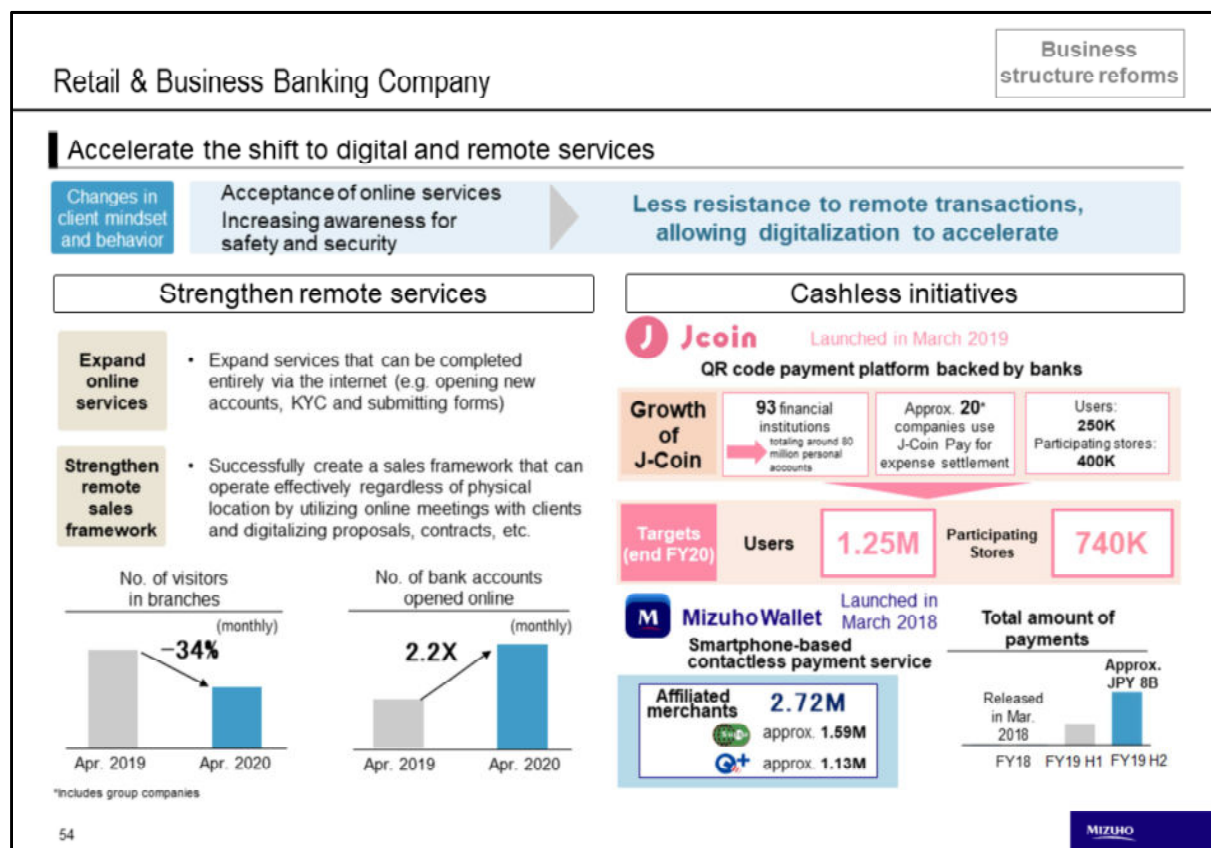 Business
structure reforms
Retail & Business Banking Company
Accelerate the shift to digital and remote services
Changes in
client mindset
and behavior
Acceptance of online services
Increasing awareness for
safety and security
Less resistance to remote transactions,
allowing digitalization to accelerate
Strengthen remote services
Expand
online
services
• Expand services that can be completed
entirely via the internet (e.g. opening new
accounts, KYC and submitting forms)
Strengthen
remote
sales
framework
• Successfully create a sales framework that can
operate effectively regardless of physical
location by utilizing online meetings with clients
and digitalizing proposals, contracts, etc.
No. of visitors
in branches
(monthly)
−34%
Apr. 2019 Apr. 2020
No. of bank accounts
opened online
(monthly)
2.2X
Apr. 2019 Apr. 2020
*Includes group companies
Cashless initiatives
J Jcoin Launched in March 2019
QR code payment platform backed by banks
Growth
of
J-Coin
93 financial
institutions
totaling around 80
million personal
accounts
Approx. 20*
companies use
J-Coin Pay for
expense settlement
Users:
250K
Participating stores:
400K
Targets
(end FY20)
Users
1.25M
Participating
Stores
740K
M Mizuho Wallet
Launched in
March 2018
Smartphone-based
contactless payment service
Affiliated
merchants
2.72M
approx. 1.59M
approx. 1.13M
Total amount of
payments
Approx.
JPY 8B
Released
in Mar.
2018
FY18 FY19 H1 FY19 H2
54
MIZUHO